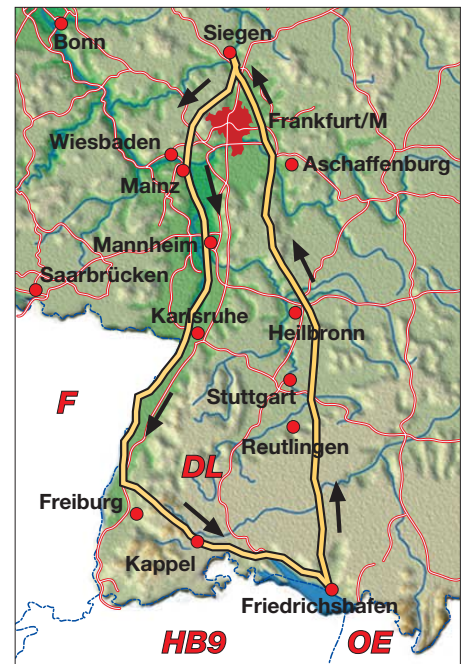 Bonn
Siegen
Frankfurt/M
Wiesbaden
Aschaffenburg
Mainz
Mannheim
Saarbrücken
Karlsruhe
Heilbronn
Stuttgart
F
Reutlingen
DL
Freiburg
Kappel
Friedrichshafen
HB9
OE